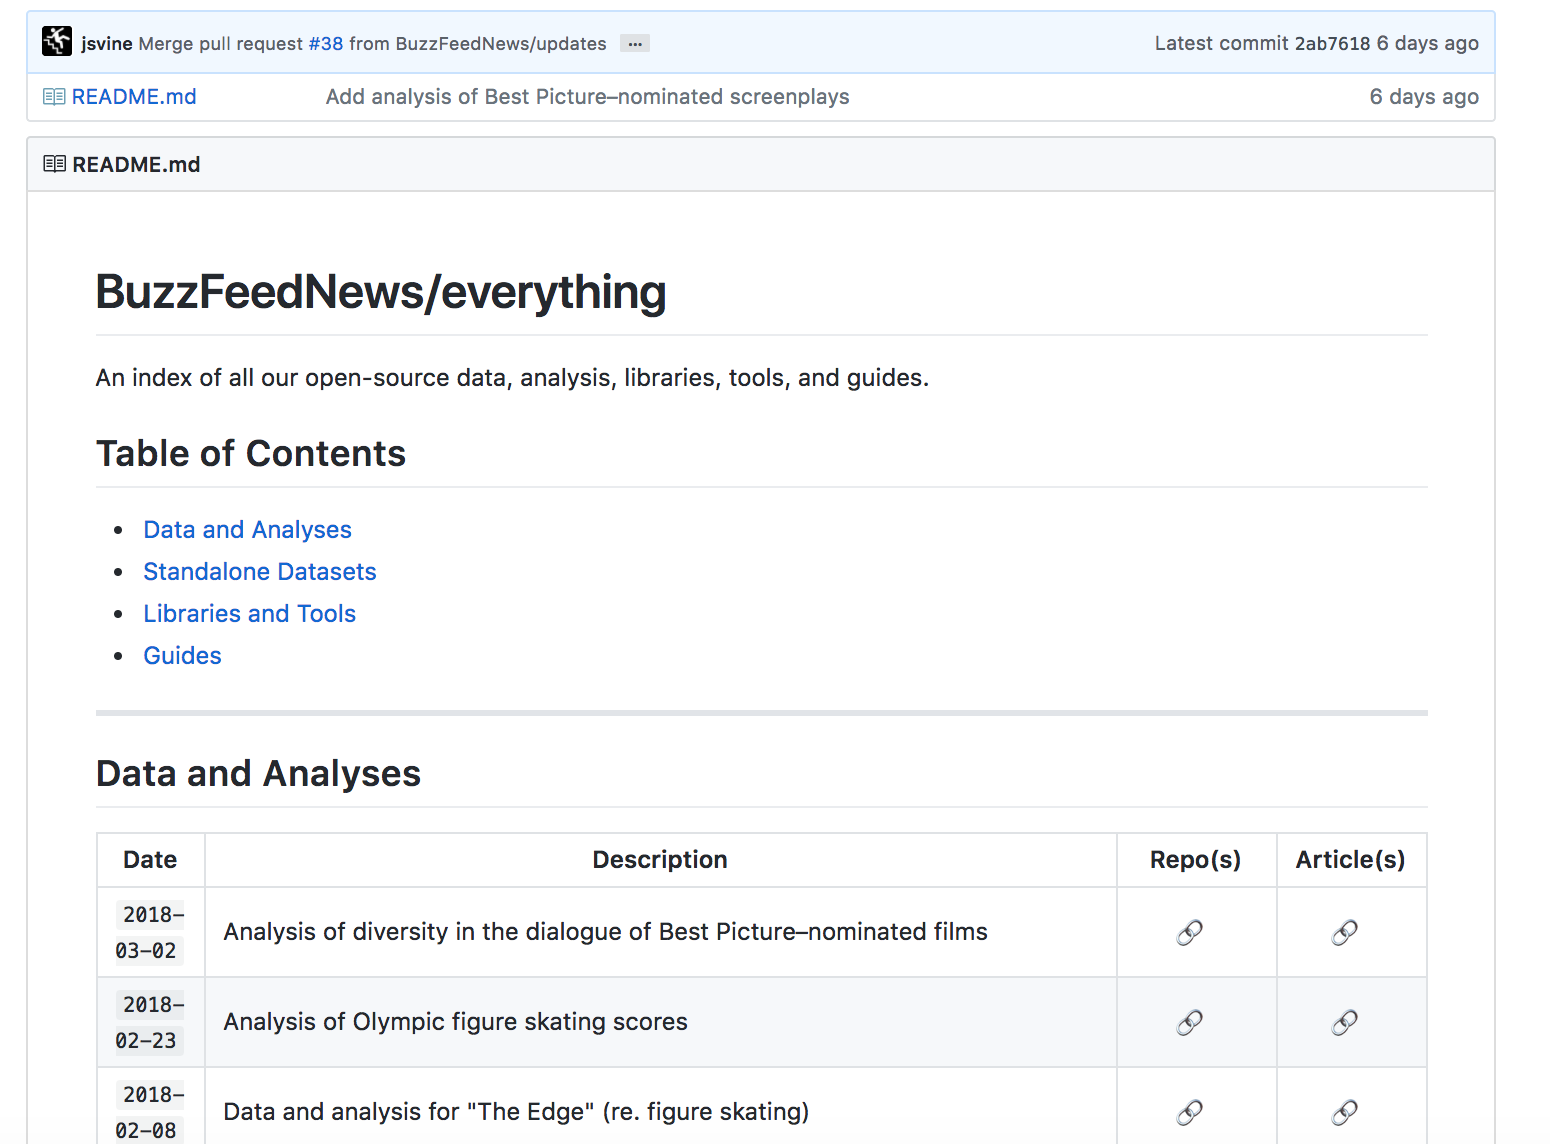 jsvine Merge pull request #38 from BuzzFeedNews/updates ... Latest commit 2ab7618 6 days ago
README.md Add analysis of Best Picture–nominated screenplays 6 days ago
README.md
BuzzFeedNews/everything
An index of all our open-source data, analysis, libraries, tools, and guides.
Table of Contents
• Data and Analyses
• Standalone Datasets
• Libraries and Tools
• Guides
Data and Analyses
Date Description Repo(s) Article(s)
2018-
03-02
Analysis of diversity in the dialogue of Best Picture–nominated films
2018-
02-23
Analysis of Olympic figure skating scores
2018-
02-08
Data and analysis for "The Edge" (re. figure skating)